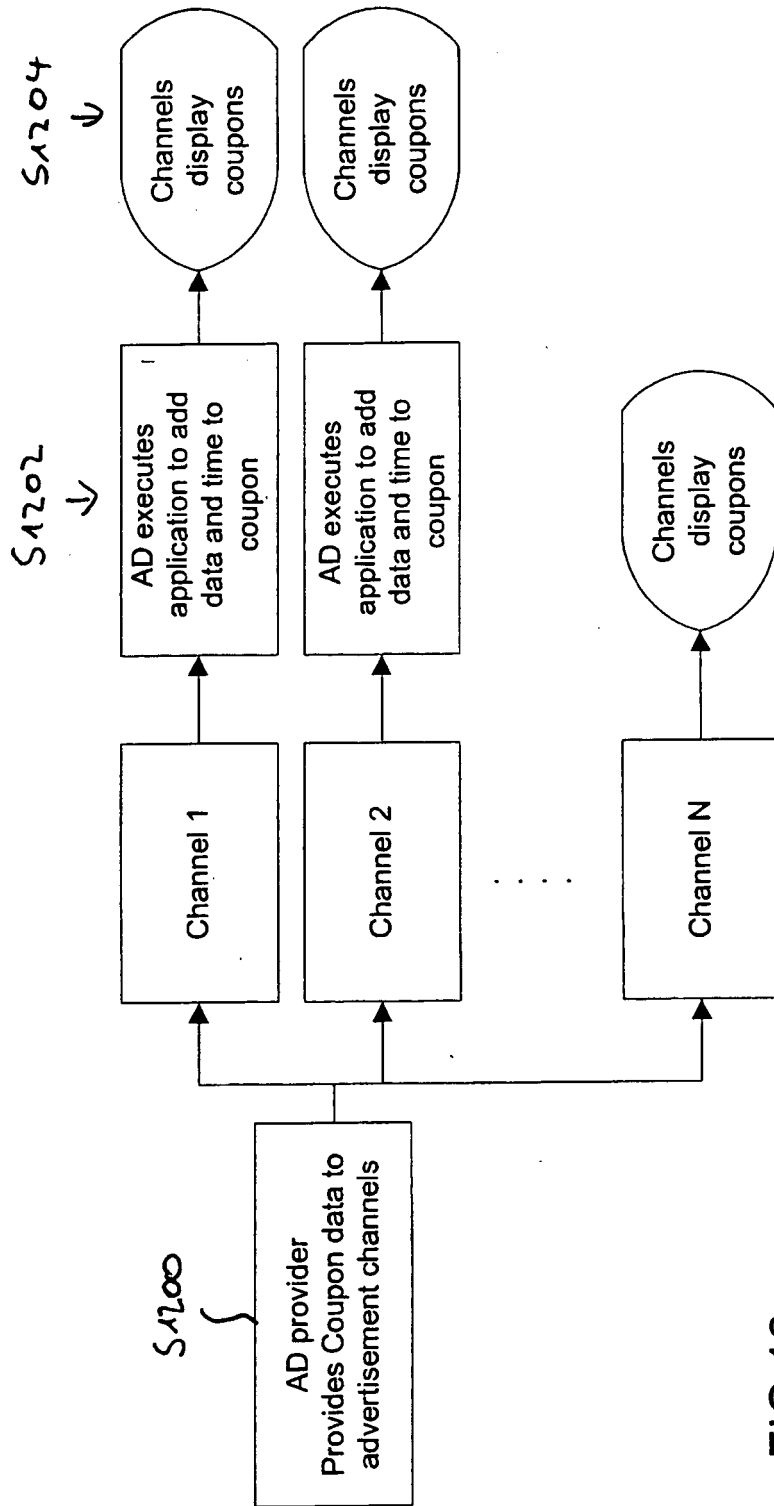 S1202
S1204
S1200
AD provider
Provides Coupon data to
advertisement channels
Channel 1
AD executes
application to add
data and time to
coupon
Channels
display
coupons
Channel 2
AD executes
application to add
data and time to
coupon
Channels
display
coupons
. . . .
Channel N
Channels
display
coupons